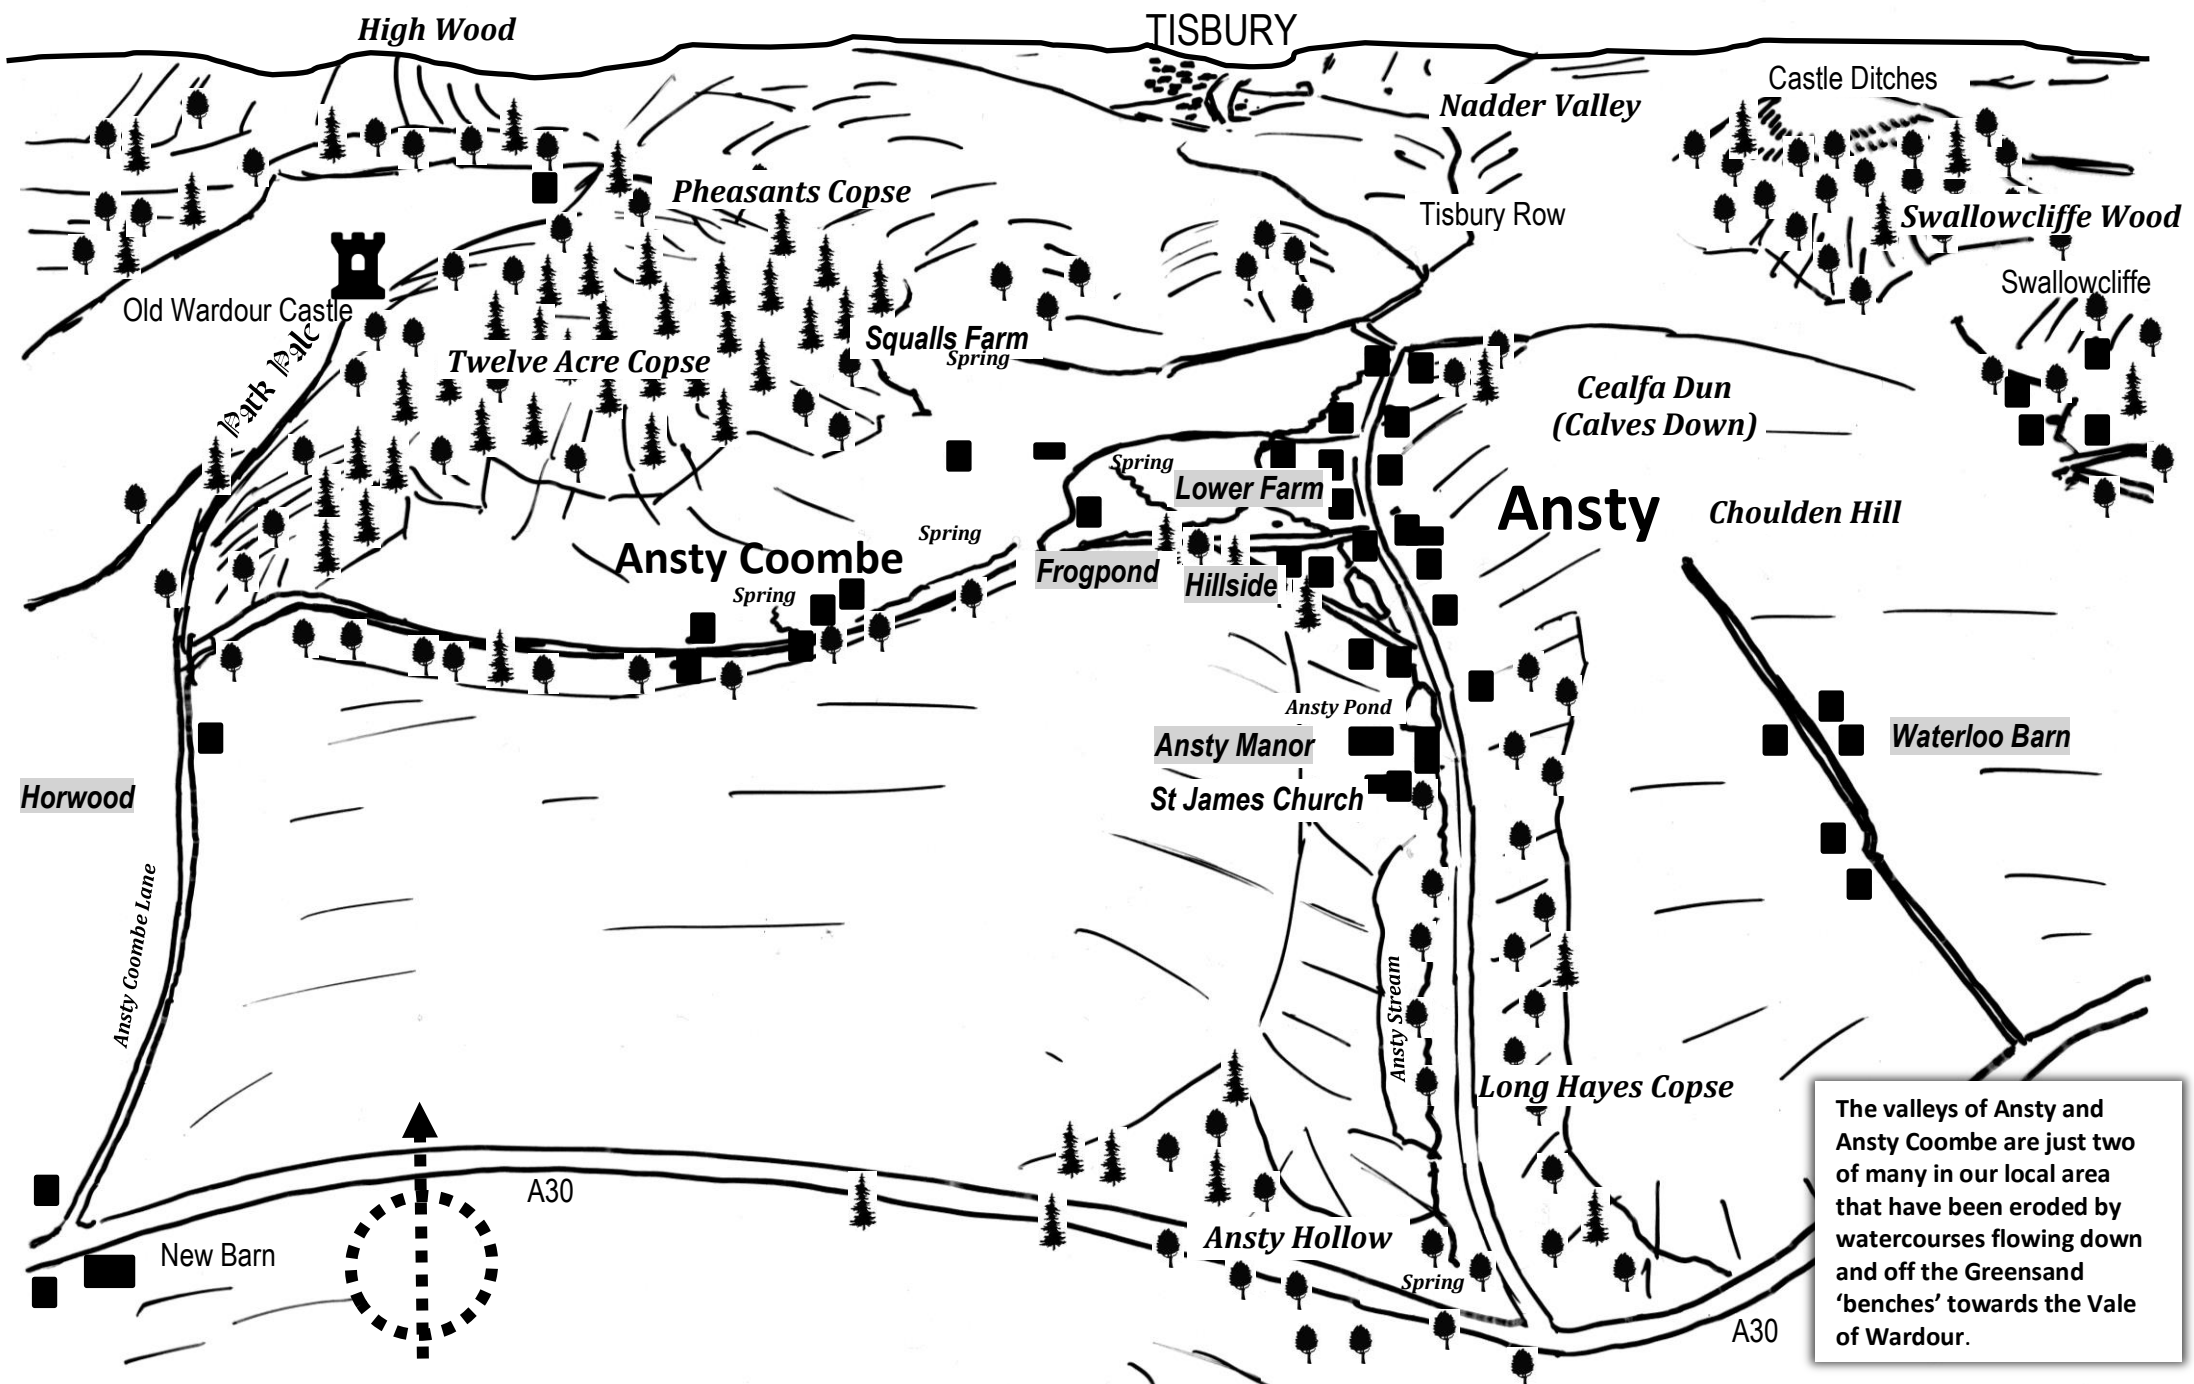 High Wood
TISBURY
Castle Ditches
Nadder Valley
Pheasants Copse
Tisbury Row
Swallowcliffe Wood
Swallowcliffe
Old Wardour Castle
Park Pale
Squalls Farm
Spring
Twelve Acre Copse
Cealfa Dun
(Calves Down)
Spring
Lower Farm
Ansty
Choulden Hill
Spring
Ansty Coombe
Frogpond
Hillside
Spring
Ansty Pond
Ansty Manor
Waterloo Barn
Horwood
St James Church
Ansty Coombe Lane
Ansty Stream
Long Hayes Copse
The valleys of Ansty and
Ansty Coombe are just two
of many in our local area
that have been eroded by
watercourses flowing down
and off the Greensand
‘benches’ towards the Vale
of Wardour.
A30
Ansty Hollow
New Barn
Spring
A30